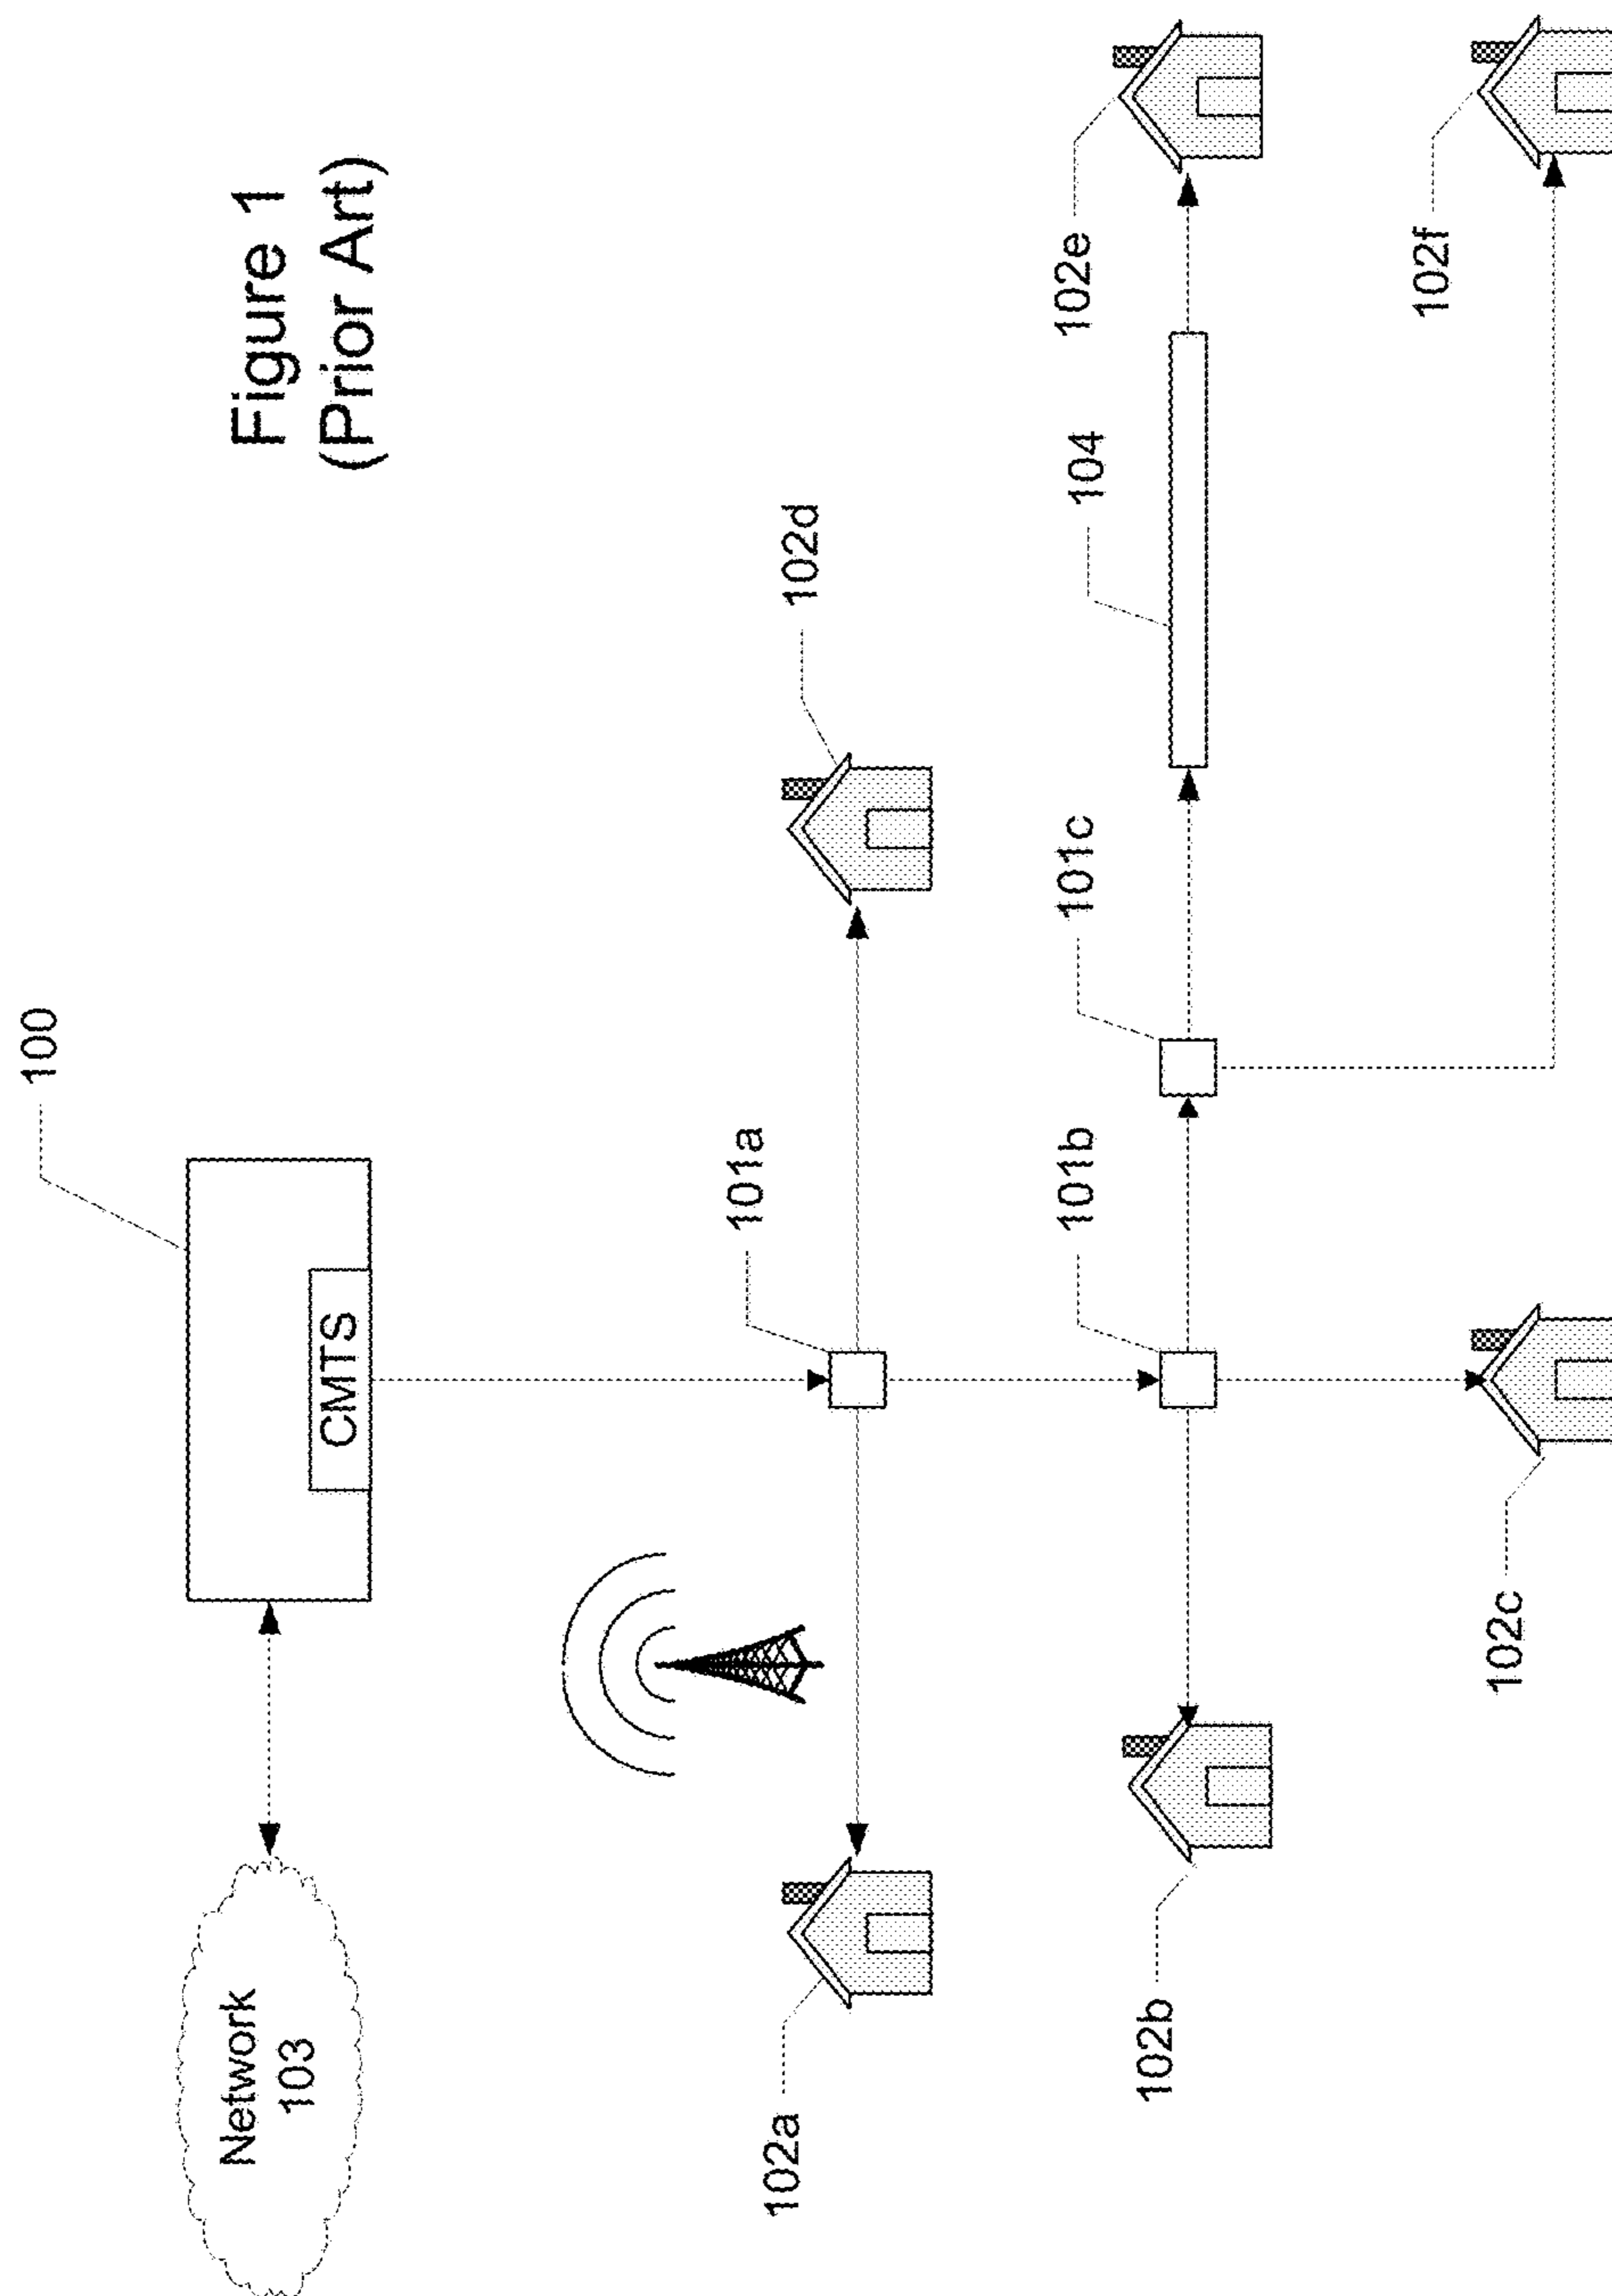 Figure 1
(Prior Art)
100
Network
103
CMTS
101a
102a
102d
101b
101c
104
102e
102b
102c
102f